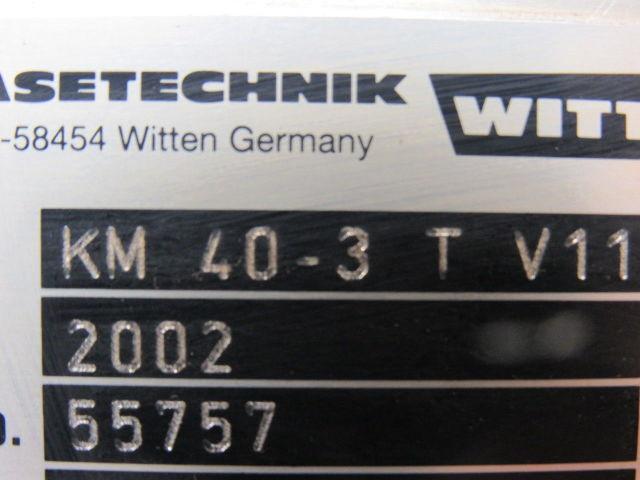 ASETECHNIK WITT
-58454 Witten Germany
KM 40-3 T V11
2002
o. 55757